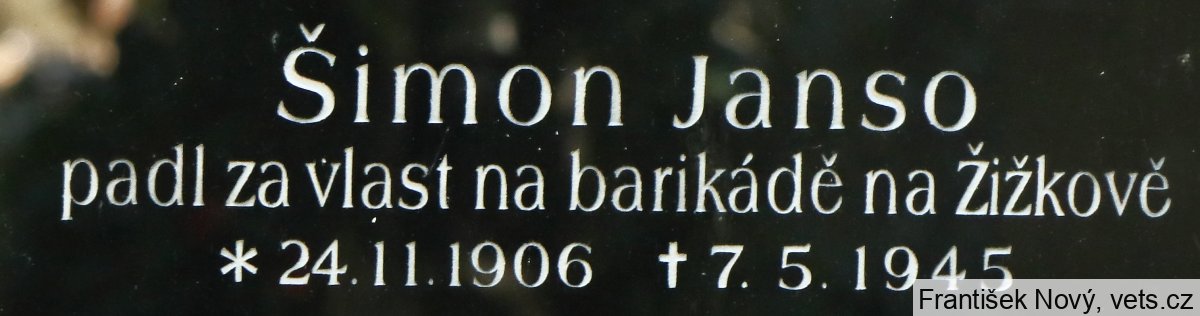 Šimon Janso
padl za vlast na barikádě na Žižkově
* 24.11.1906 † 7. 5. 1945
František Nový, vets.cz